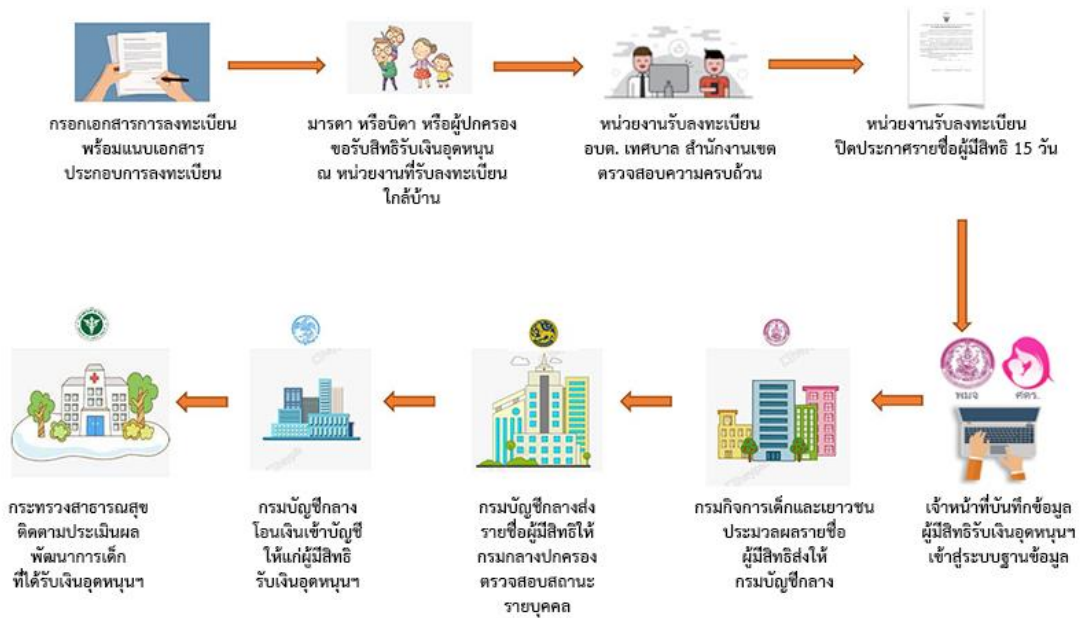 กรอกเอกสารการลงทะเบียน
พร้อมแนบเอกสาร
ประกอบการลงทะเบียน
มารดา หรือบิดา หรือผู้ปกครอง
ขอรับสิทธิรับเงินอุดหนุน
ณ หน่วยงานที่รับลงทะเบียน
ใกล้บ้าน
หน่วยงานรับลงทะเบียน
อบต. เทศบาล สำนักงานเขต
ตรวจสอบความครบถ้วน
หน่วยงานรับลงทะเบียน
ปิดประกาศรายชื่อผู้มีสิทธิ 15 วัน
พมจ
ศดร.
เจ้าหน้าที่บันทึกข้อมูล
ผู้มีสิทธิรับเงินอุดหนุนฯ
เข้าสู่ระบบฐานข้อมูล
กรมกิจการเด็กและเยาวชน
ประมวลผลรายชื่อ
ผู้มีสิทธิส่งให้
กรมบัญชีกลาง
กรมบัญชีกลางส่ง
รายชื่อผู้มีสิทธิให้
กรมกลางปกครอง
ตรวจสอบสถานะ
รายบุคคล
กรมบัญชีกลาง
โอนเงินเข้าบัญชี
ให้แก่ผู้มีสิทธิ
รับเงินอุดหนุนฯ
กระทรวงสาธารณสุข
ติดตามประเมินผล
พัฒนาการเด็ก
ที่ได้รับเงินอุดหนุนฯ